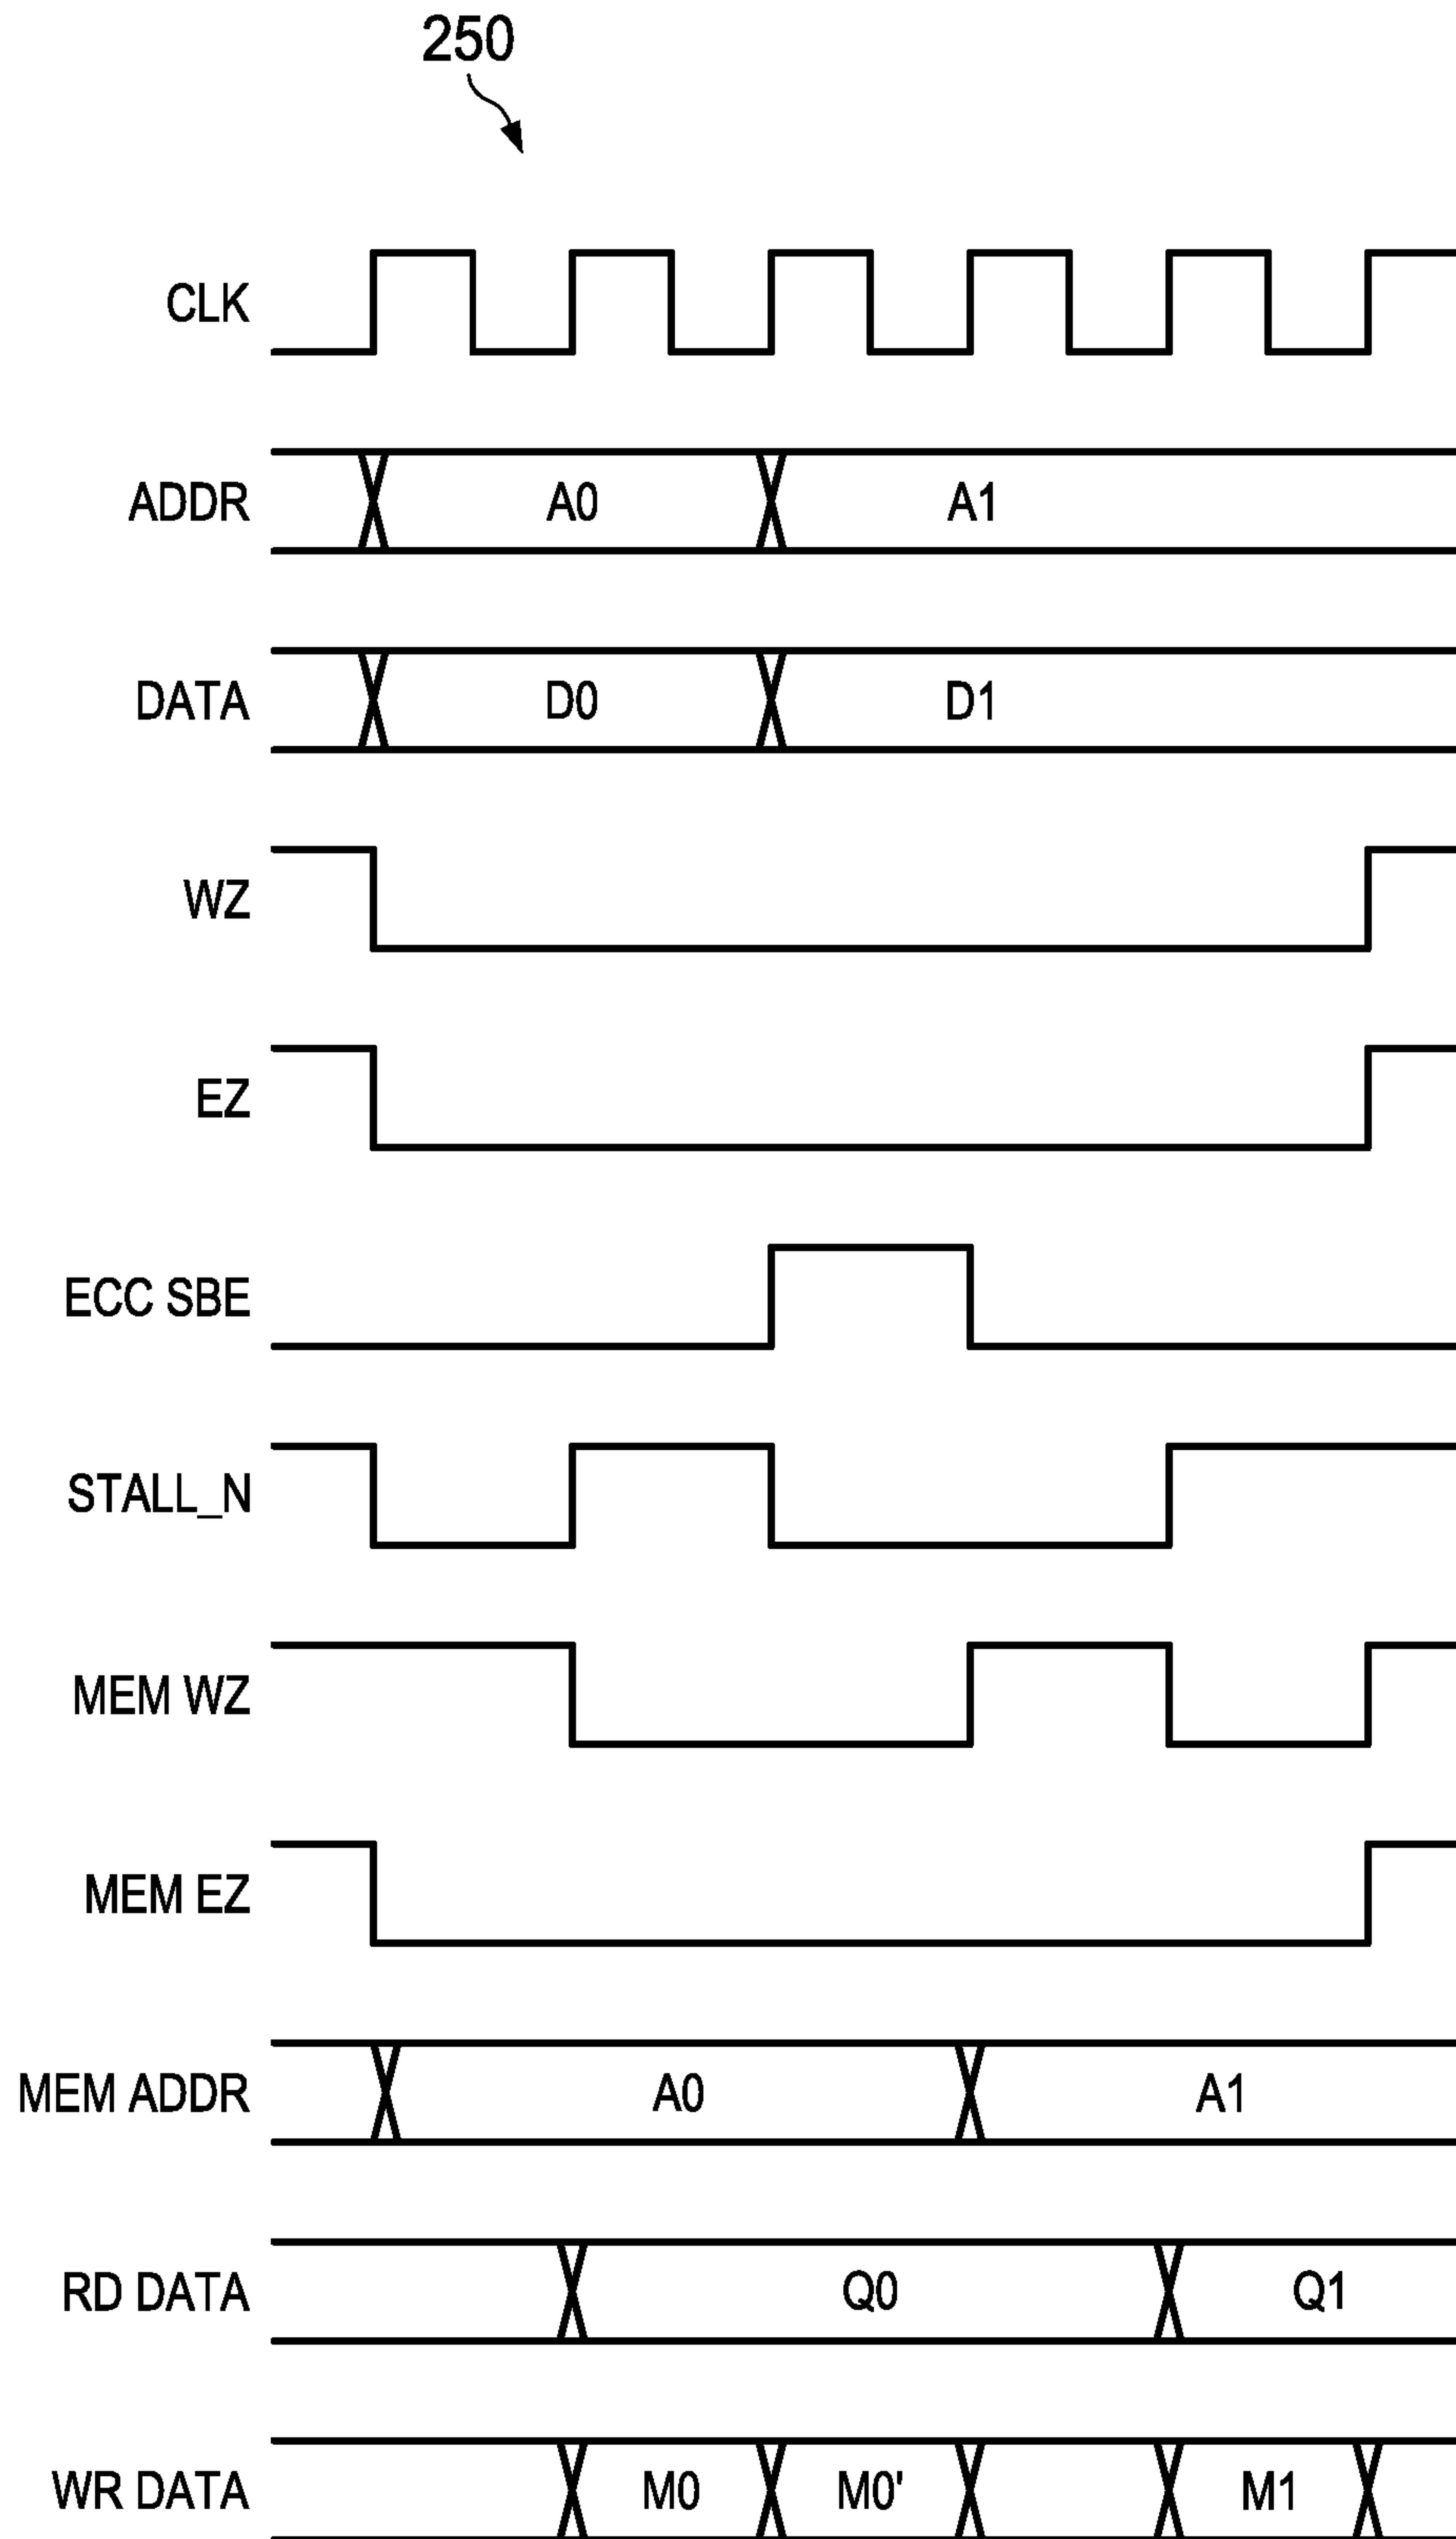 250
CLK
ADDR A0 A1
DATA D0 D1
WZ
EZ
ECC SBE
STALL_N
MEM WZ
MEM EZ
MEM ADDR A0 A1
RD DATA Q0 Q1
WR DATA M0 M0' M1